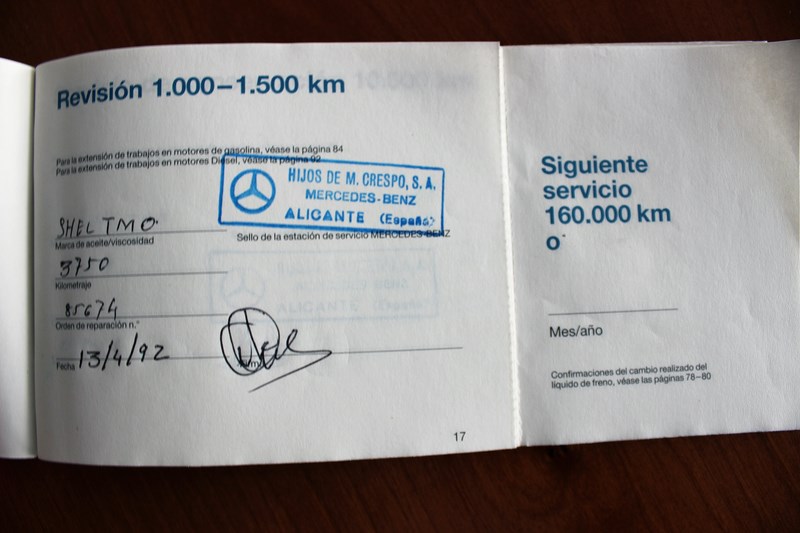 Revisión 1.000–1.500 km
Para la extensión de trabajos en motores de gasolina, véase la página 84
Para la extensión de trabajos en motores Diesel, véase la página 92
HIJOS DE M. CRESPO, S. A.
MERCEDES-BENZ
ALICANTE (España)
SHEL TMO.
Marca de aceite/viscosidad
Sello de la estación de servicio MERCEDES-BENZ
3750
Kilometraje
85674
Orden de reparación n.°
Fecha 13/4/92
17
Siguiente
servicio
160.000 km
o
Mes/año
Confirmaciones del cambio realizado del
líquido de freno, véase las páginas 78–80